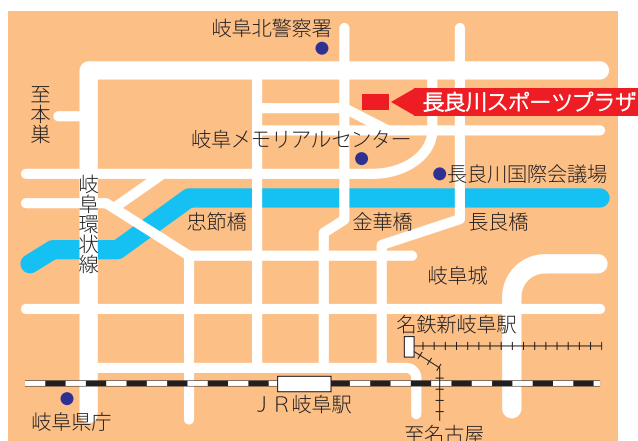 岐阜北警察署
至本巣
長良川スポーツプラザ
岐阜メモリアルセンター
長良川国際会議場
岐阜環状線
忠節橋
金華橋
長良橋
岐阜城
名鉄新岐阜駅
JR岐阜駅
岐阜県庁
至名古屋